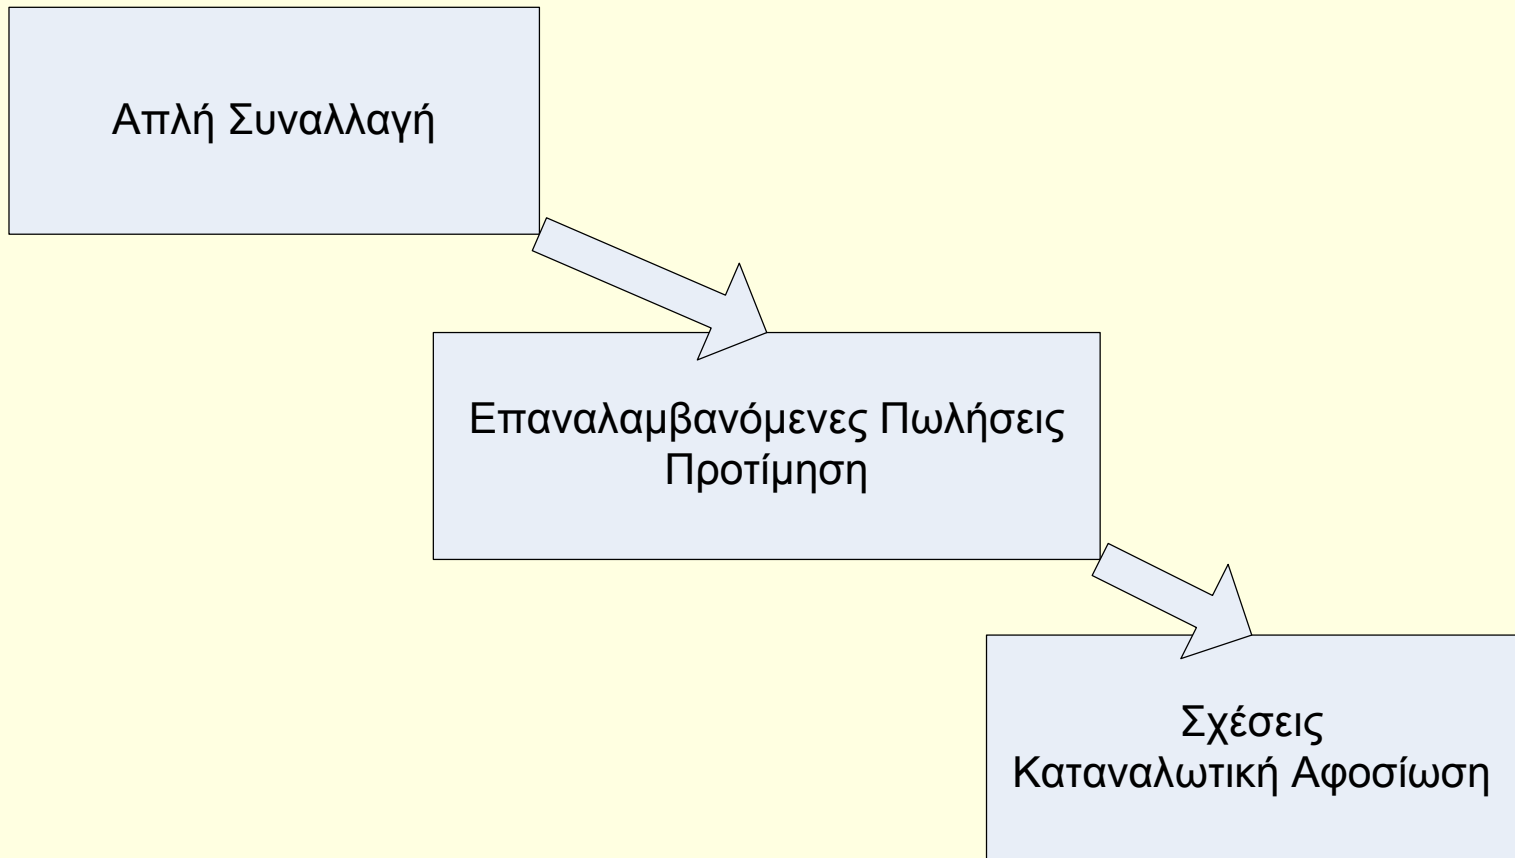 Απλή Συναλλαγή
Επαναλαμβανόμενες Πωλήσεις
Προτίμηση
Σχέσεις
Καταναλωτική Αφοσίωση